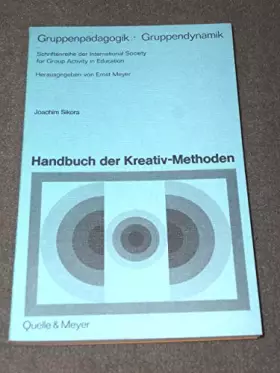 Gruppenpädagogik · Gruppendynamik
Schriftenreihe der International Society
for Group Activity in Education
Herausgegeben von Ernst Meyer
Joachim Sikora
Handbuch der Kreativ-Methoden
Quelle & Meyer